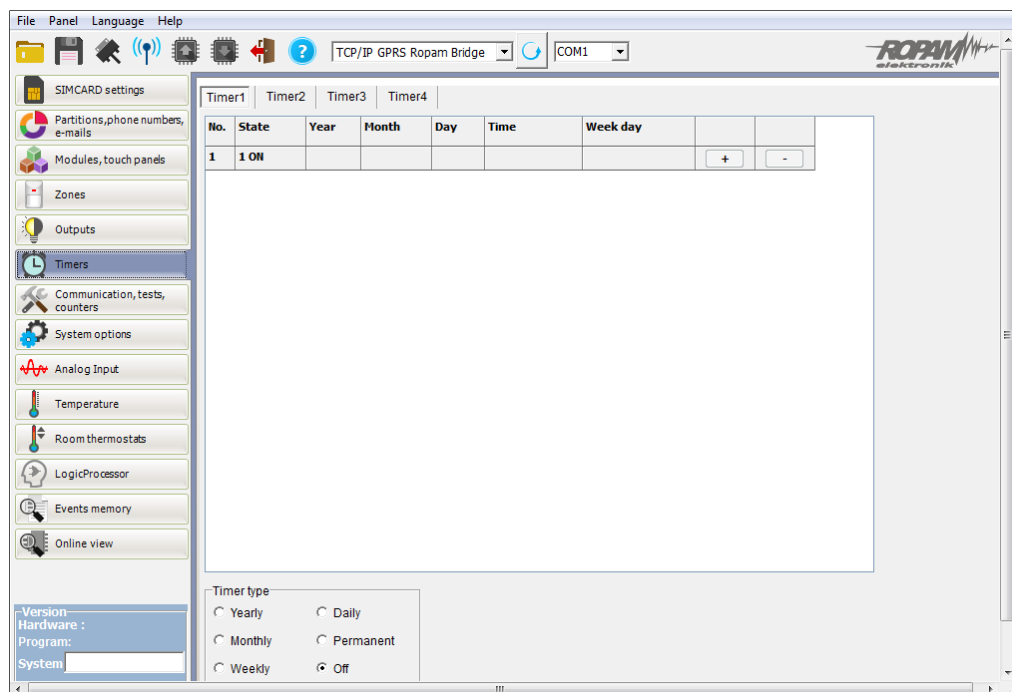 File Panel Language Help
TCP/IP GPRS Ropam Bridge COM1
ROPAM
elektronik
SIMCARD settings
Partitions,phone numbers,
e-mails
Modules, touch panels
Zones
Outputs
Timers
Communication, tests,
counters
System options
Analog Input
Temperature
Room thermostats
LogicProcessor
Events memory
Online view
Version
Hardware :
Program:
System
Timer1 Timer2 Timer3 Timer4
No. State Year Month Day Time Week day
1 1 ON + -
Timer type
Yearly Daily
Monthly Permanent
Weekly Off